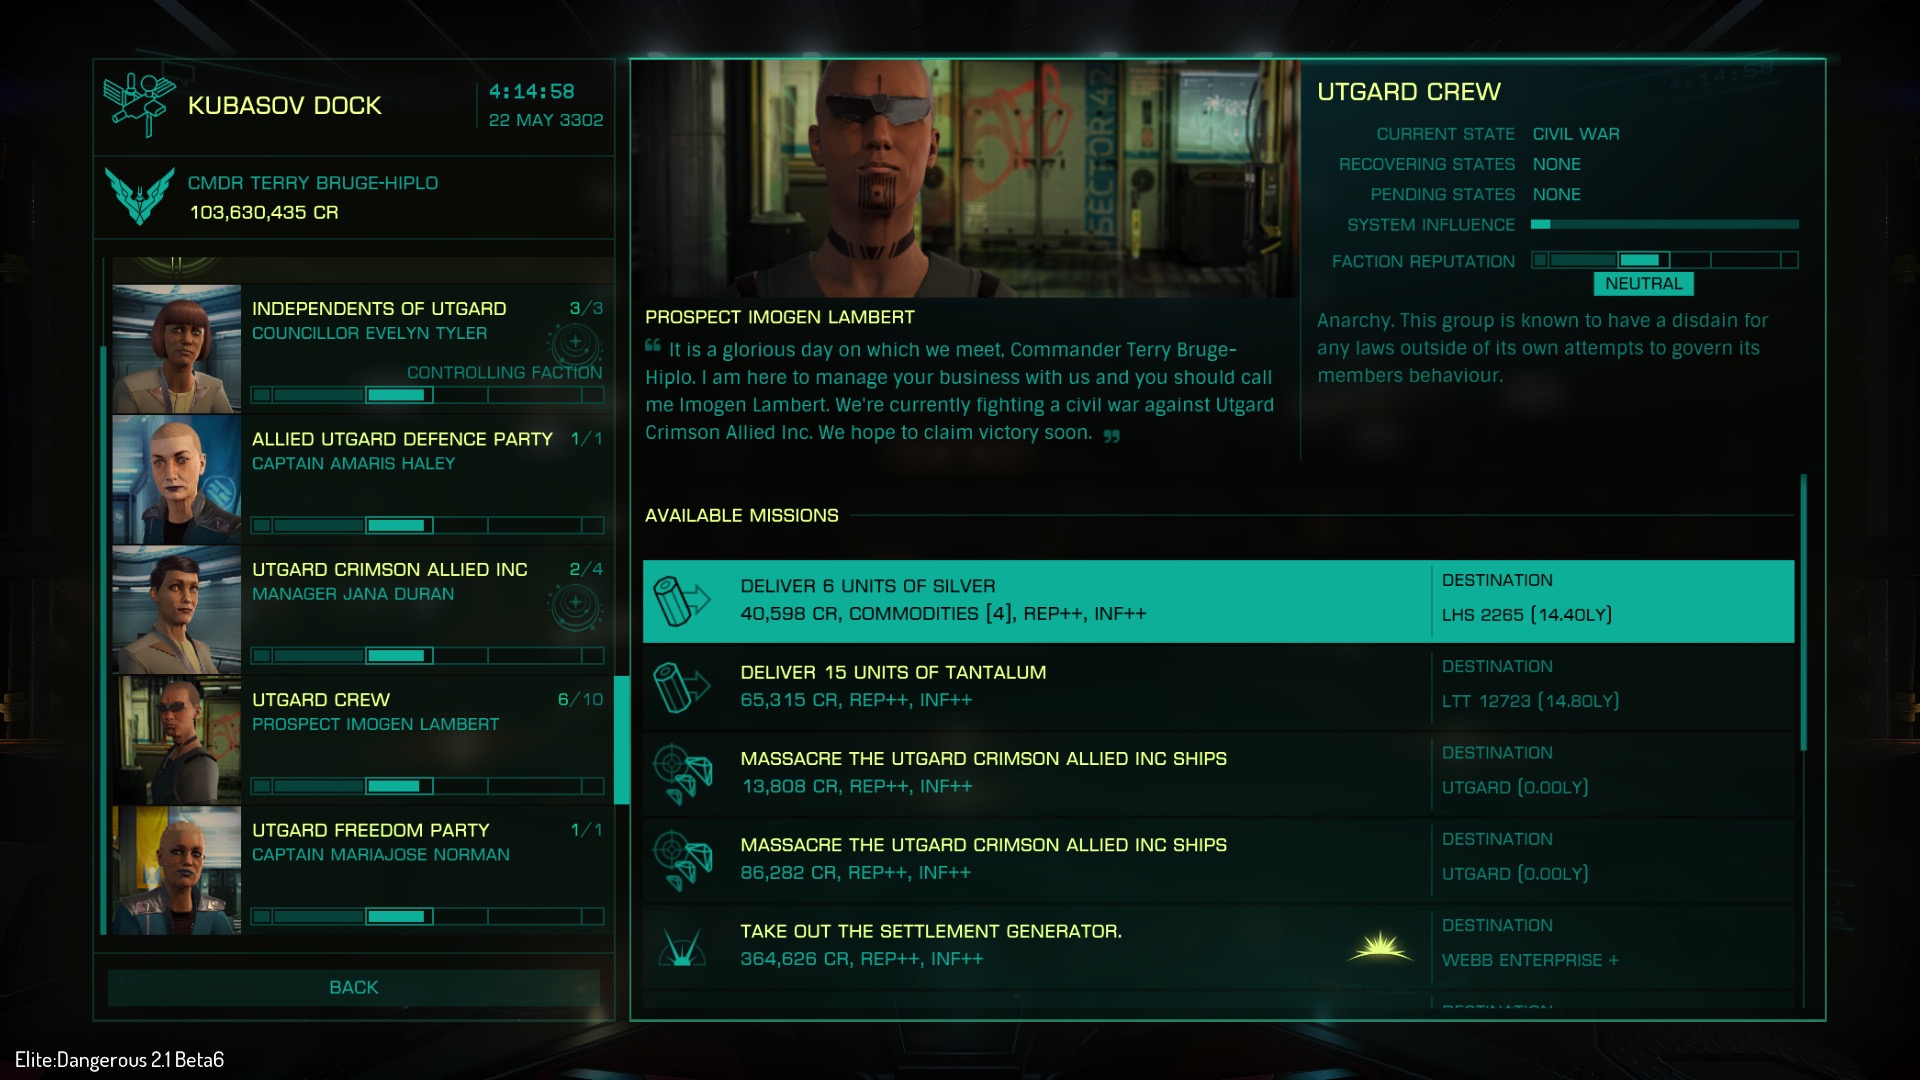 KUBASOV DOCK
4:14:58
22 MAY 3302
CMDR TERRY BRUGE-HIPLO
103,630,435 CR
INDEPENDENTS OF UTGARD 3/3
COUNCILLOR EVELYN TYLER
CONTROLLING FACTION
ALLIED UTGARD DEFENCE PARTY 1/1
CAPTAIN AMARIS HALEY
UTGARD CRIMSON ALLIED INC 2/4
MANAGER JANA DURAN
UTGARD CREW 6/10
PROSPECT IMOGEN LAMBERT
UTGARD FREEDOM PARTY 1/1
CAPTAIN MARIAJOSE NORMAN
BACK
SECTOR 42
PROSPECT IMOGEN LAMBERT
“ It is a glorious day on which we meet, Commander Terry Bruge-
Hiplo. I am here to manage your business with us and you should call
me Imogen Lambert. We're currently fighting a civil war against Utgard
Crimson Allied Inc. We hope to claim victory soon. ”
UTGARD CREW
CURRENT STATE CIVIL WAR
RECOVERING STATES NONE
PENDING STATES NONE
SYSTEM INFLUENCE
FACTION REPUTATION
NEUTRAL
Anarchy. This group is known to have a disdain for
any laws outside of its own attempts to govern its
members behaviour.
AVAILABLE MISSIONS
DELIVER 6 UNITS OF SILVER
40,598 CR, COMMODITIES [4], REP++, INF++
DESTINATION
LHS 2265 (14.40LY)
DELIVER 15 UNITS OF TANTALUM
65,315 CR, REP++, INF++
DESTINATION
LTT 12723 (14.80LY)
MASSACRE THE UTGARD CRIMSON ALLIED INC SHIPS
13,808 CR, REP++, INF++
DESTINATION
UTGARD (0.00LY)
MASSACRE THE UTGARD CRIMSON ALLIED INC SHIPS
86,282 CR, REP++, INF++
DESTINATION
UTGARD (0.00LY)
TAKE OUT THE SETTLEMENT GENERATOR.
364,626 CR, REP++, INF++
DESTINATION
WEBB ENTERPRISE +
DESTINATION
Elite:Dangerous 2.1 Beta6